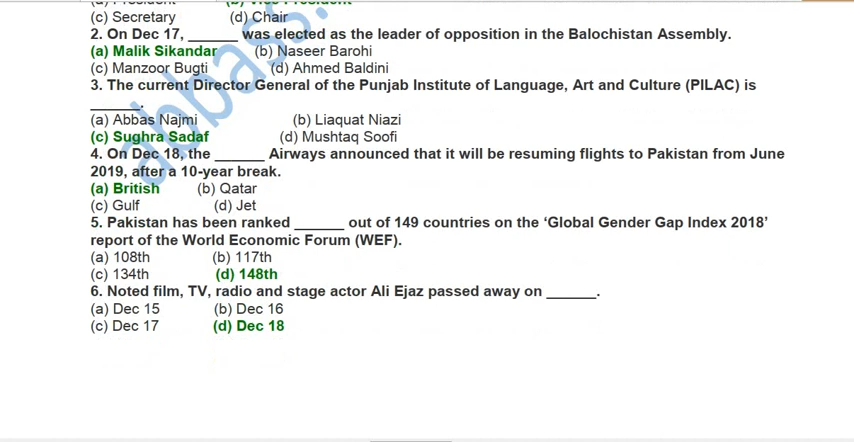 (c) Secretary (d) Chair
2. On Dec 17, ______ was elected as the leader of opposition in the Balochistan Assembly.
(a) Malik Sikandar (b) Naseer Barohi
(c) Manzoor Bugti (d) Ahmed Baldini
3. The current Director General of the Punjab Institute of Language, Art and Culture (PILAC) is
______.
(a) Abbas Najmi (b) Liaquat Niazi
(c) Sughra Sadaf (d) Mushtaq Soofi
4. On Dec 18, the ______ Airways announced that it will be resuming flights to Pakistan from June
2019, after a 10-year break.
(a) British (b) Qatar
(c) Gulf (d) Jet
5. Pakistan has been ranked ______ out of 149 countries on the ‘Global Gender Gap Index 2018’
report of the World Economic Forum (WEF).
(a) 108th (b) 117th
(c) 134th (d) 148th
6. Noted film, TV, radio and stage actor Ali Ejaz passed away on ______.
(a) Dec 15 (b) Dec 16
(c) Dec 17 (d) Dec 18